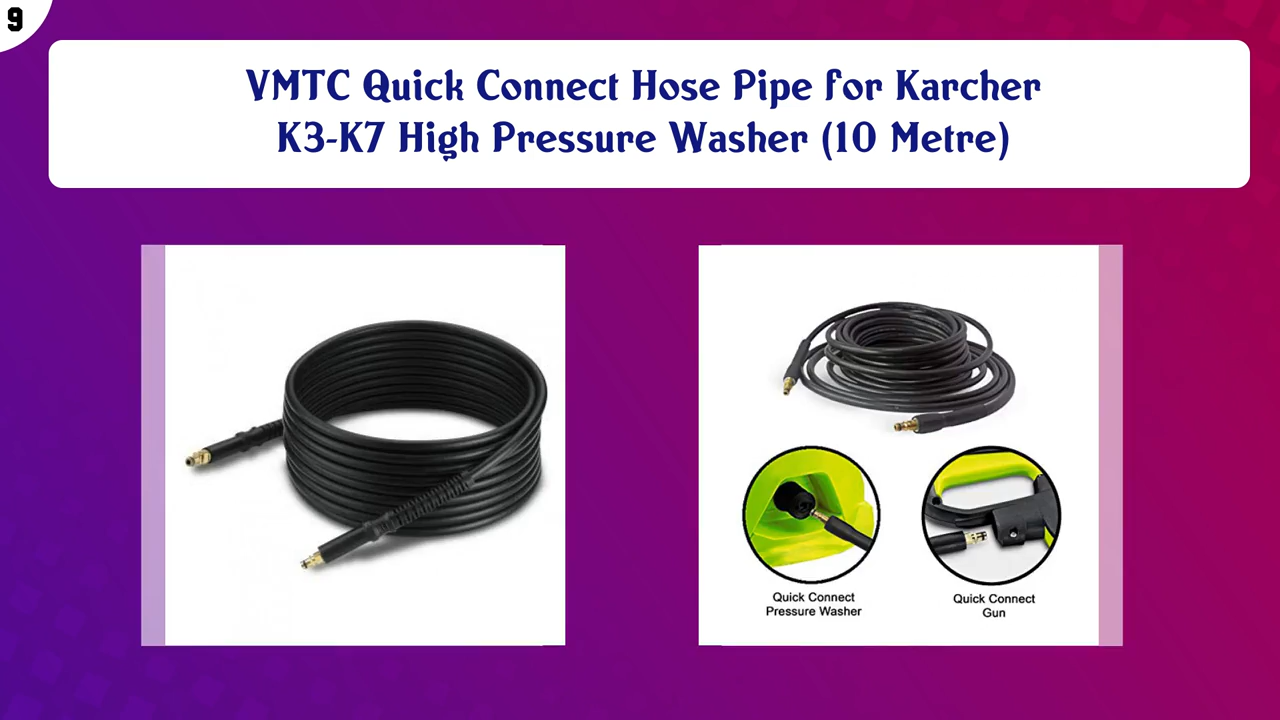 9
VMTC Quick Connect Hose Pipe for Karcher
K3-K7 High Pressure Washer (10 Metre)
Quick Connect
Pressure Washer
Quick Connect
Gun